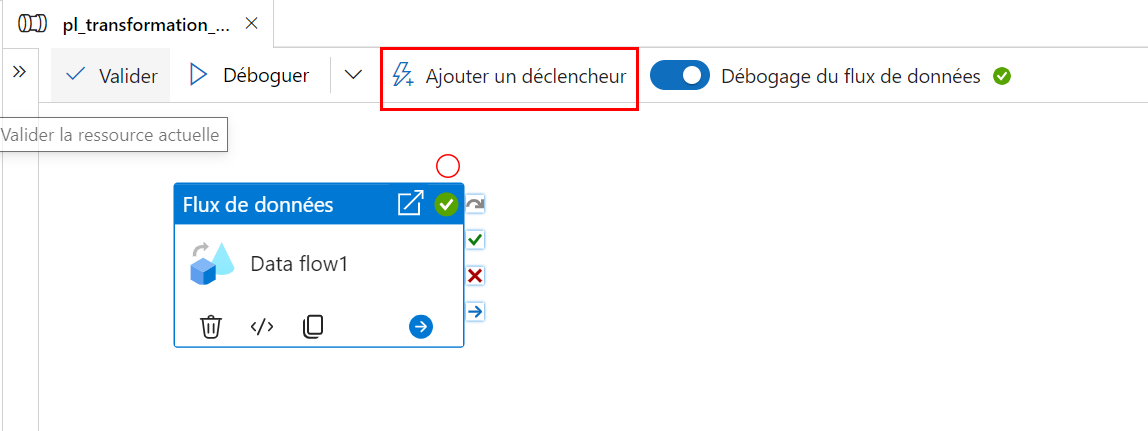 pl_transformation_...
Valider Déboguer Ajouter un déclencheur Débogage du flux de données
Valider la ressource actuelle
Flux de données
Data flow1